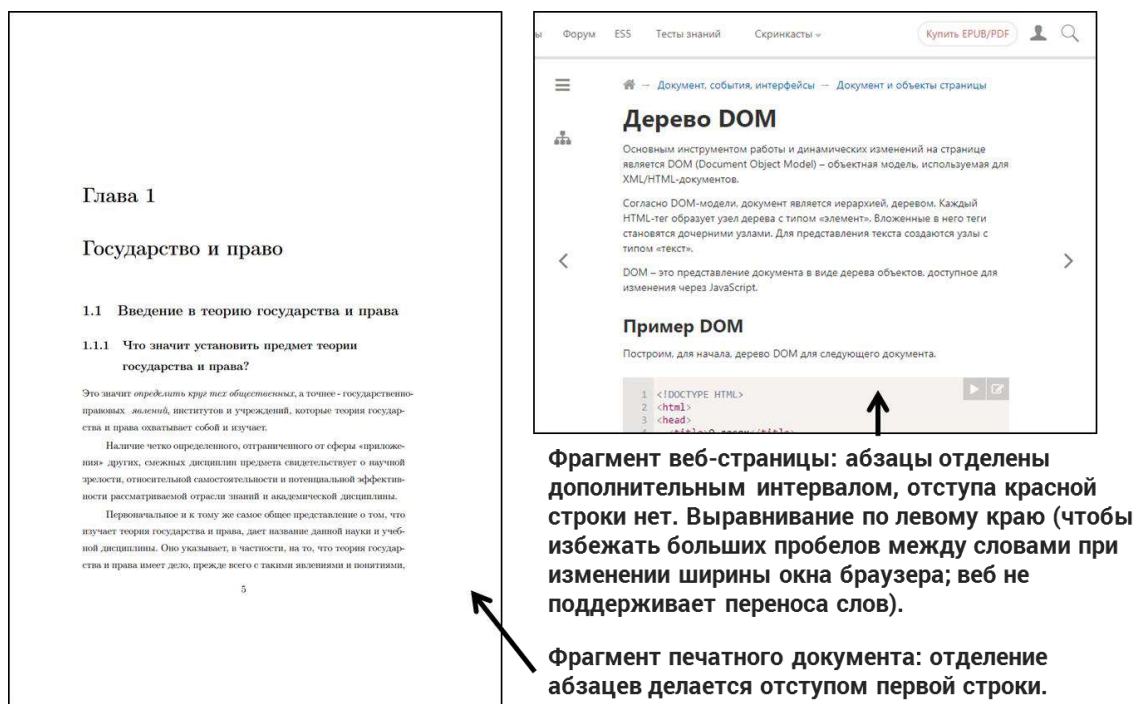 Глава 1
Государство и право
1.1 Введение в теорию государства и права
1.1.1 Что значит установить предмет теории
государства и права?
Это значит определить круг тех общественных, а точнее - государственно-
правовых явлений, институтов и учреждений, которые теория государ-
ства и права охватывает собой и изучает.
Наличие четко определенного, отграниченного от сферы «приложе-
ния» других, смежных дисциплин предмета свидетельствует о научной
зрелости, относительной самостоятельности и потенциальной эффектив-
ности рассматриваемой отрасли знаний и академической дисциплины.
Первоначальное и к тому же самое общее представление о том, что
изучает теория государства и права, дает название данной науки и учеб-
ной дисциплины. Оно указывает, в частности, на то, что теория государ-
ства и права имеет дело, прежде всего с такими явлениями и понятиями,
5
ы Форум ES5 Тесты знаний Скринкасты Купить EPUB/PDF
→ Документ, события, интерфейсы → Документ и объекты страницы
Дерево DOM
Основным инструментом работы и динамических изменений на странице
является DOM (Document Object Model) – объектная модель, используемая для
XML/HTML-документов.
Согласно DOM-модели, документ является иерархией, деревом. Каждый
HTML-тег образует узел дерева с типом «элемент». Вложенные в него теги
становятся дочерними узлами. Для представления текста создаются узлы с
типом «текст».
DOM – это представление документа в виде дерева объектов, доступное для
изменения через JavaScript.
Пример DOM
Построим, для начала, дерево DOM для следующего документа.
1 <!DOCTYPE HTML>
2 <html>
3 <head>
4 <title>О лосях</title>
Фрагмент веб-страницы: абзацы отделены
дополнительным интервалом, отступа красной
строки нет. Выравнивание по левому краю (чтобы
избежать больших пробелов между словами при
изменении ширины окна браузера; веб не
поддерживает переноса слов).
Фрагмент печатного документа: отделение
абзацев делается отступом первой строки.